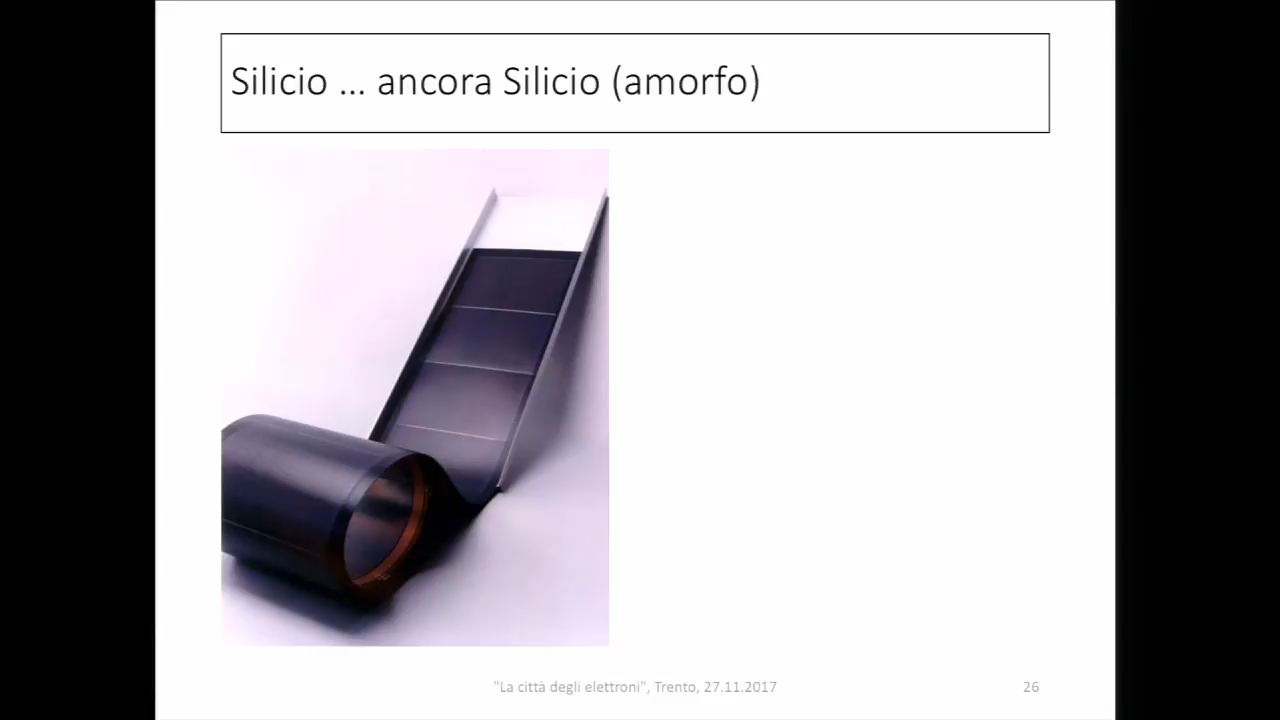 Silicio ... ancora Silicio (amorfo)
"La città degli elettroni", Trento, 27.11.2017
26